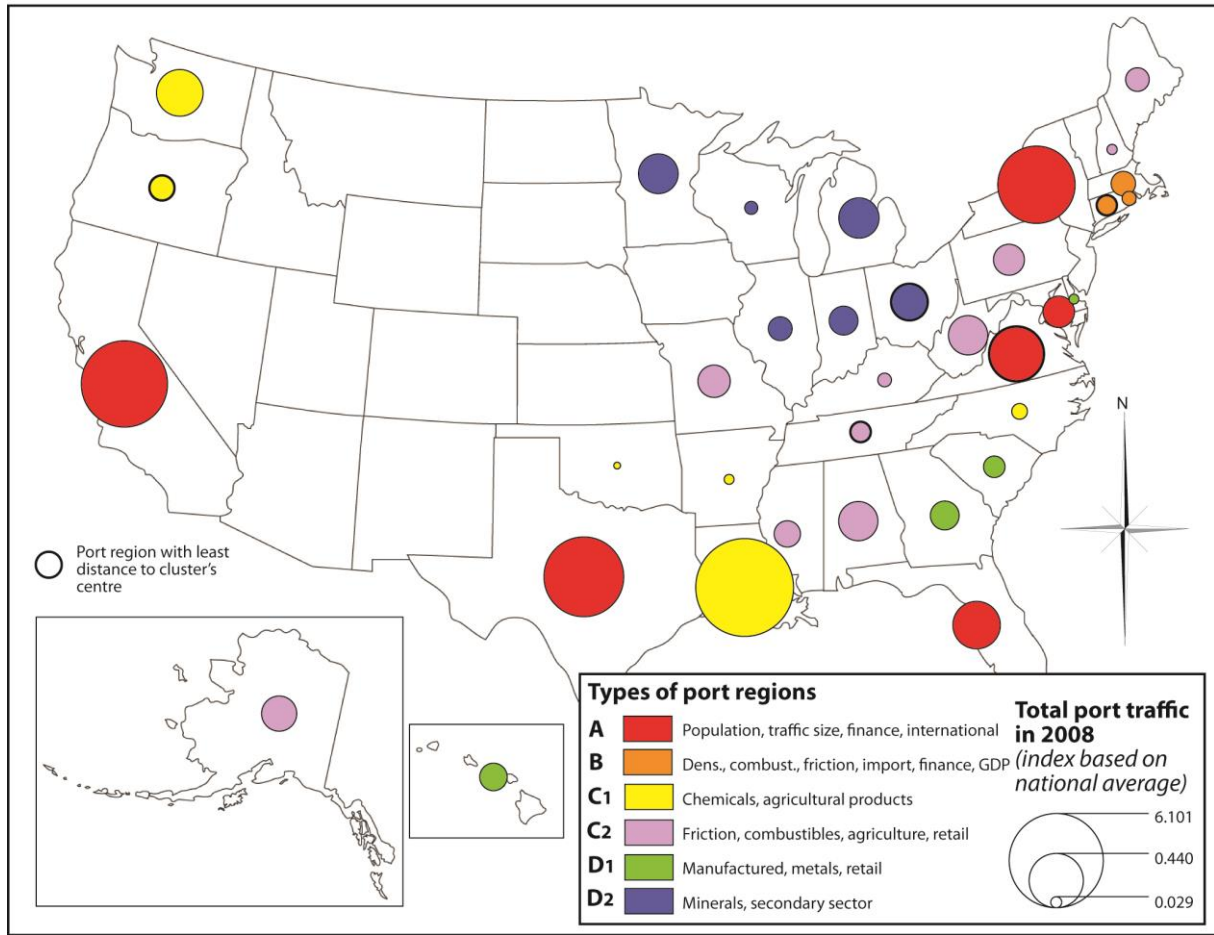 N
Port region with least
distance to cluster's
centre
Types of port regions
A Population, traffic size, finance, international
B Dens., combust., friction, import, finance, GDP
C1 Chemicals, agricultural products
C2 Friction, combustibles, agriculture, retail
D1 Manufactured, metals, retail
D2 Minerals, secondary sector
Total port traffic
in 2008
(index based on
national average)
6.101
0.440
0.029